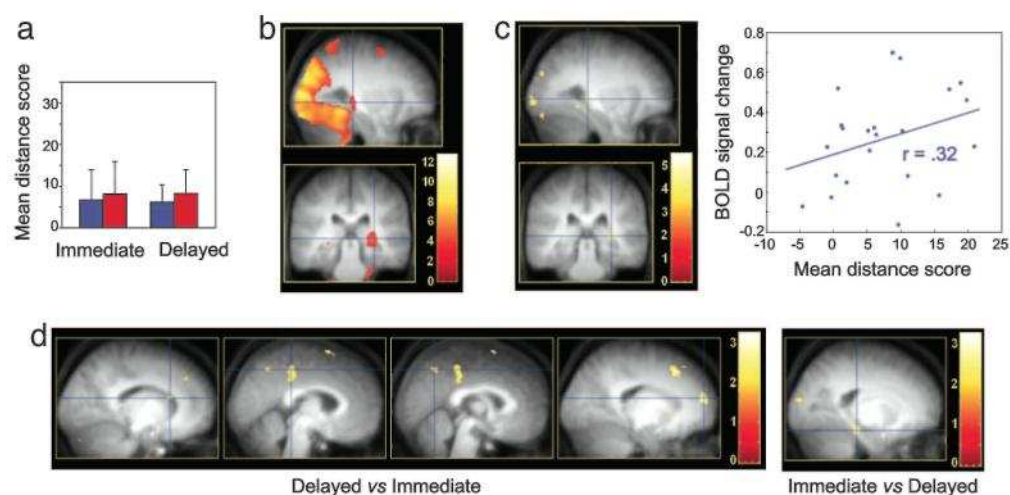 a
Mean distance score
30
20
10
0
Immediate Delayed
b
12
10
8
6
4
2
0
c
5
4
3
2
1
0
BOLD signal change
0.8
0.6
0.4
0.2
0
-0.2
r = .32
-10 -5 0 5 10 15 20 25
Mean distance score
d
3
2
1
0
Delayed vs Immediate
3
2
1
0
Immediate vs Delayed